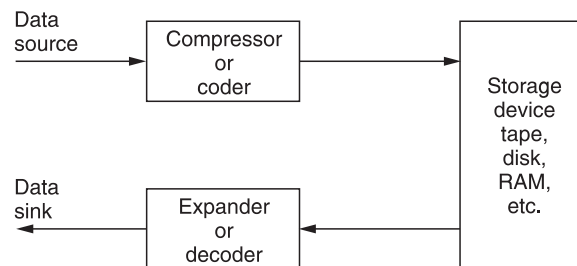 Data
source
Compressor
or
coder
Storage
device
tape,
disk,
RAM,
etc.
Data
sink
Expander
or
decoder